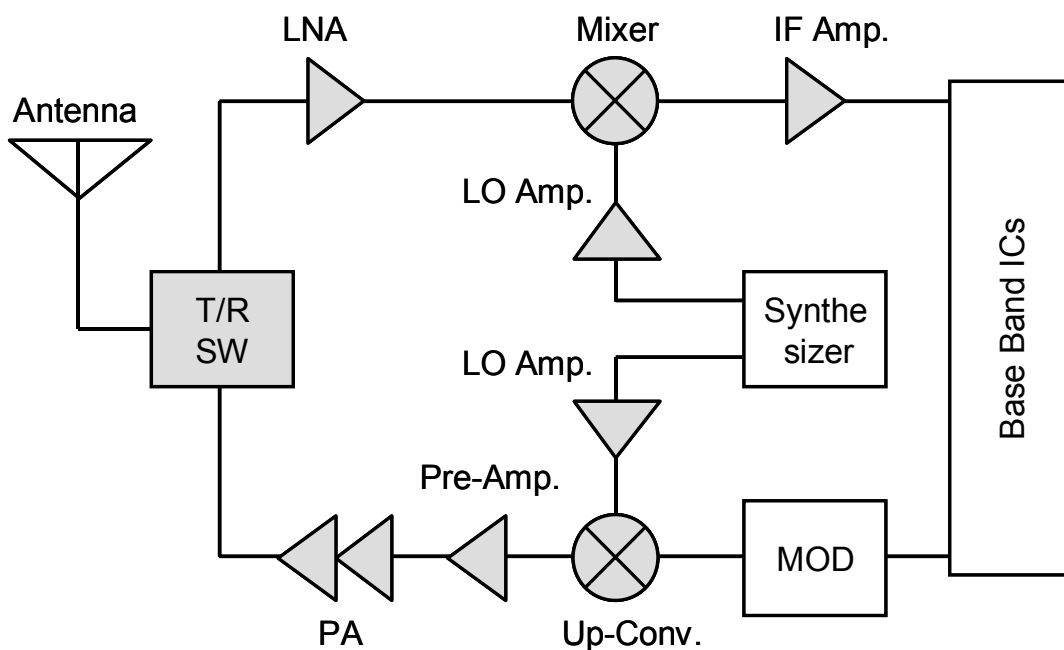 LNA
Mixer
IF Amp.
Antenna
LO Amp.
T/R
SW
Synthe
sizer
Base Band ICs
LO Amp.
Pre-Amp.
MOD
PA
Up-Conv.